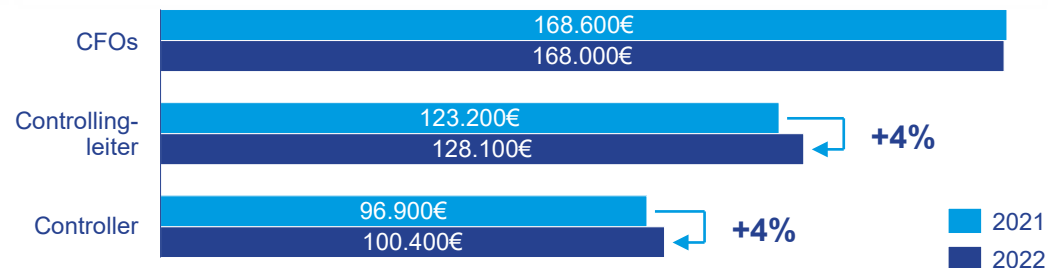 168.600€
CFOs
168.000€
Controlling-
leiter
123.200€
128.100€
+4%
Controller
96.900€
100.400€
+4%
2021
2022